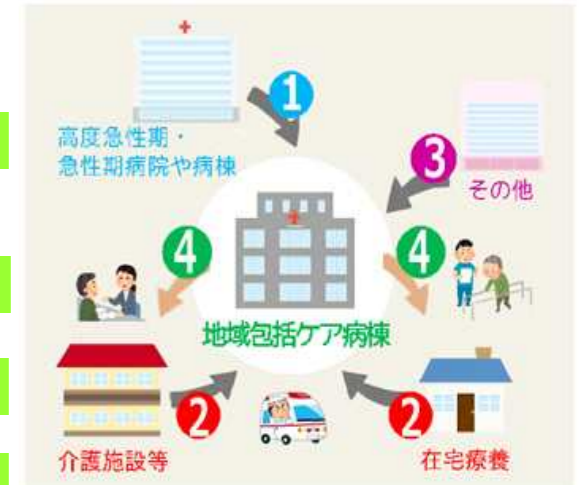 1
高度急性期・
急性期病院や病棟
3
その他
4
4
地域包括ケア病棟
2
2
介護施設等
在宅療養